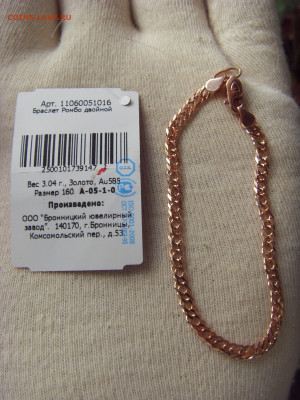 Арт. 11060051016
Браслет Ромбо двойной
2500101739147
Вес 3.04 г., Золото, Au585
Размер 160. А-05-1-0
Произведено:
ООО "Бронницкий ювелирный
завод". 140170, г.Бронницы,
Комсомольский пер., д.53.